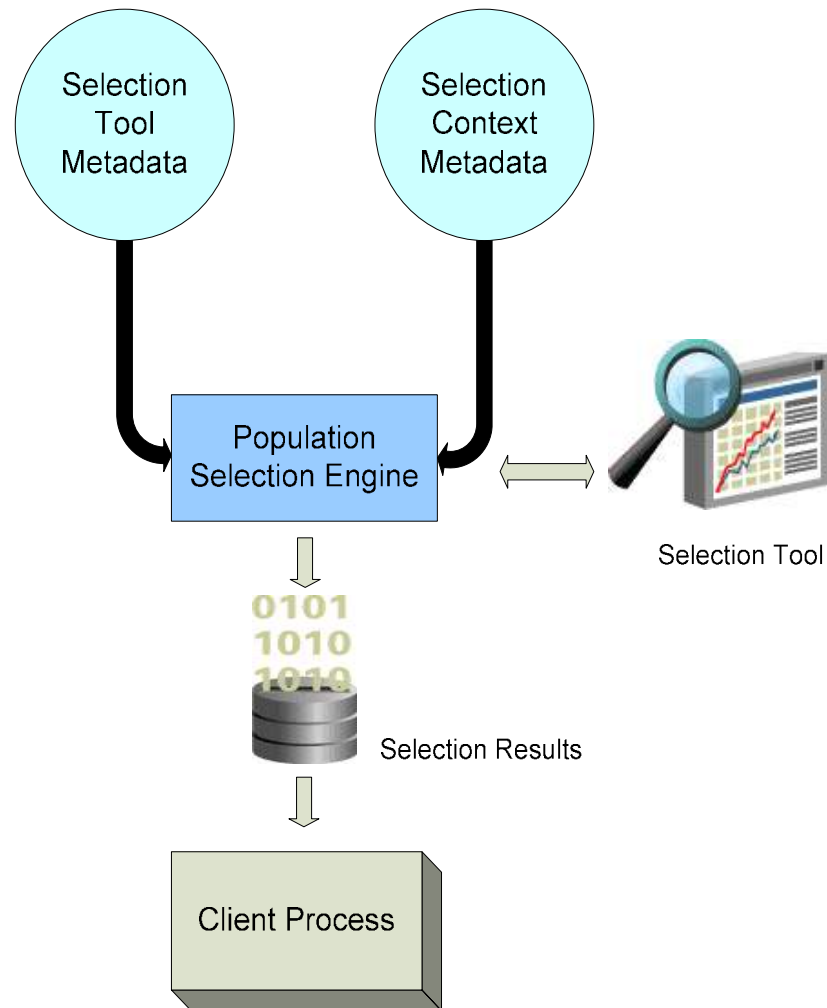 Selection
Tool
Metadata
Selection
Context
Metadata
Population
Selection Engine
Selection Tool
0101
1010
1010
Selection Results
Client Process